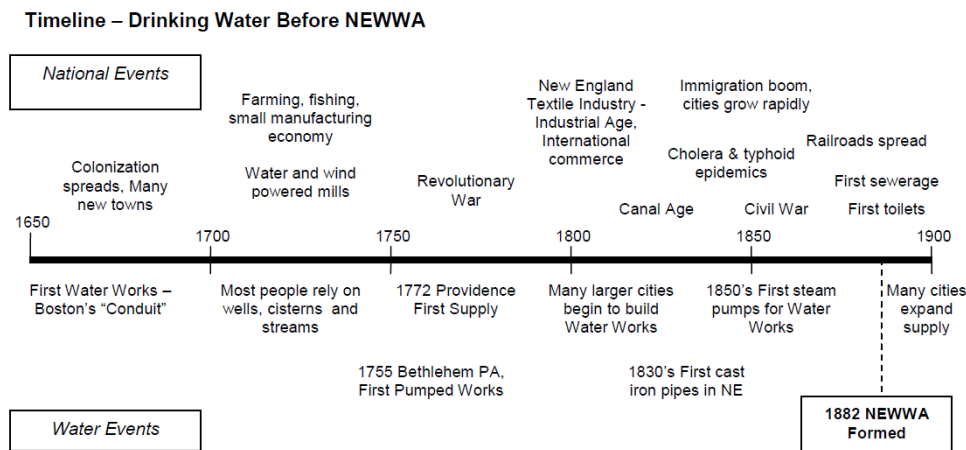 Timeline – Drinking Water Before NEWWA
National Events
Colonization
spreads, Many
new towns
Farming, fishing,
small manufacturing
economy
Water and wind
powered mills
Revolutionary
War
New England
Textile Industry -
Industrial Age,
International
commerce
Canal Age
Immigration boom,
cities grow rapidly
Cholera & typhoid
epidemics
Civil War
Railroads spread
First sewerage
First toilets
1650
1700
1750
1800
1850
1900
First Water Works –
Boston's “Conduit”
Most people rely on
wells, cisterns and
streams
1772 Providence
First Supply
Many larger cities
begin to build
Water Works
1850's First steam
pumps for Water
Works
Many cities
expand
supply
1755 Bethlehem PA,
First Pumped Works
1830's First cast
iron pipes in NE
1882 NEWWA
Formed
Water Events